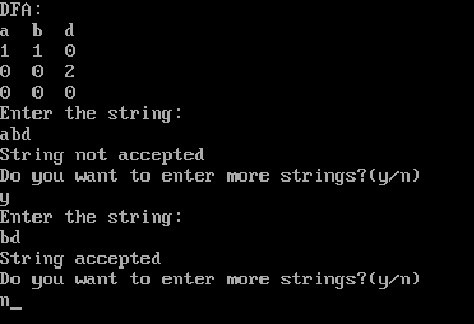 DFA:
a b d
1 1 0
0 0 2
0 0 0
Enter the string:
abd
String not accepted
Do you want to enter more strings?(y/n)
y
Enter the string:
bd
String accepted
Do you want to enter more strings?(y/n)
n_